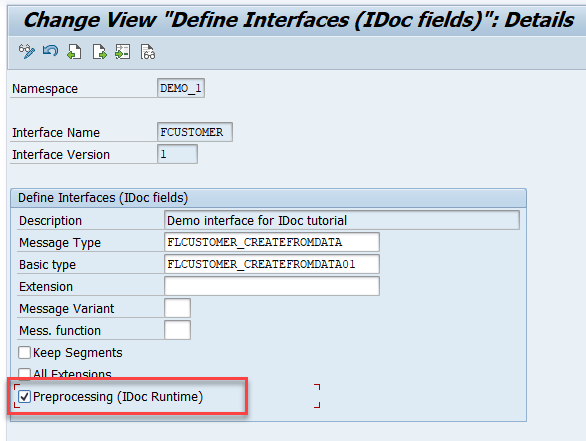 Change View "Define Interfaces (IDoc fields)": Details
Namespace DEMO_1
Interface Name FCUSTOMER
Interface Version 1
Define Interfaces (IDoc fields)
Description Demo interface for IDoc tutorial
Message Type FLCUSTOMER_CREATEFROMDATA
Basic type FLCUSTOMER_CREATEFROMDATA01
Extension
Message Variant
Mess. function
Keep Segments
All Extensions
Preprocessing (IDoc Runtime)